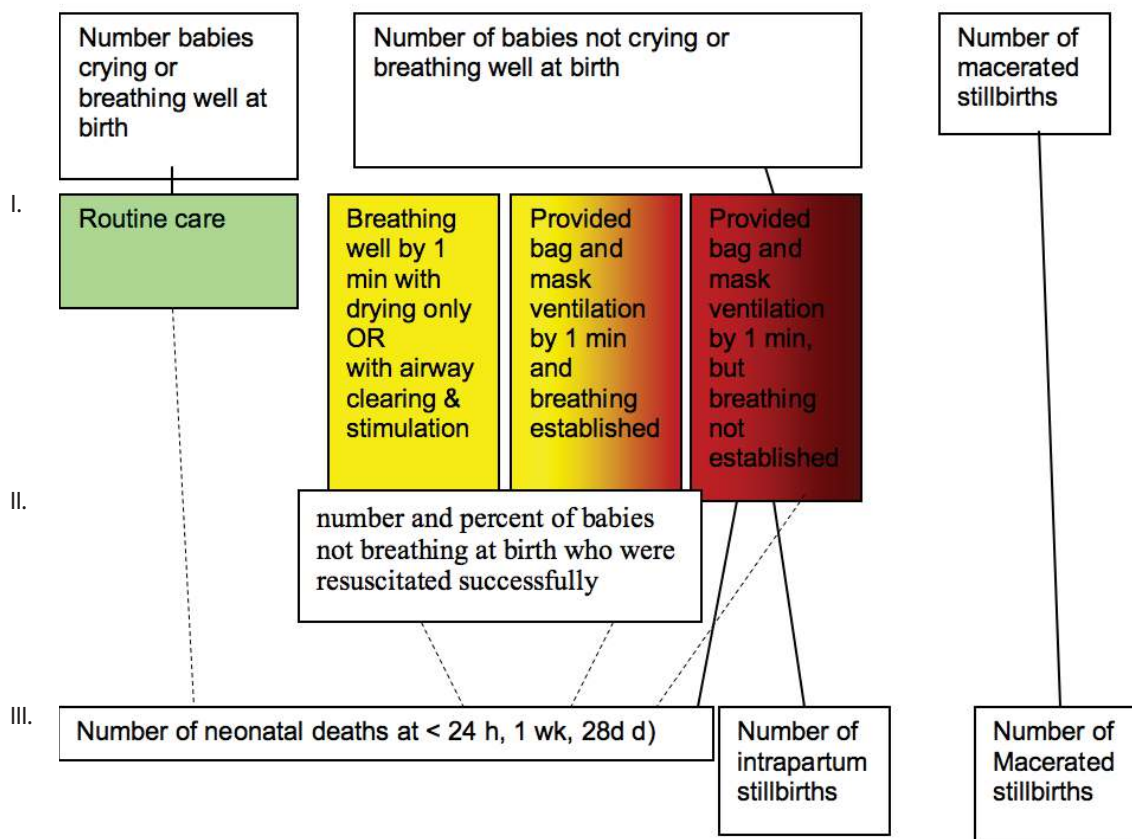 Number babies
crying or
breathing well at
birth
Number of babies not crying or
breathing well at birth
Number of
macerated
stillbirths
I.
Routine care
Breathing
well by 1
min with
drying only
OR
with airway
clearing &
stimulation
Provided
bag and
mask
ventilation
by 1 min
and
breathing
established
Provided
bag and
mask
ventilation
by 1 min,
but
breathing
not
established
II.
number and percent of babies
not breathing at birth who were
resuscitated successfully
III.
Number of neonatal deaths at < 24 h, 1 wk, 28d d)
Number of
intrapartum
stillbirths
Number of
Macerated
stillbirths